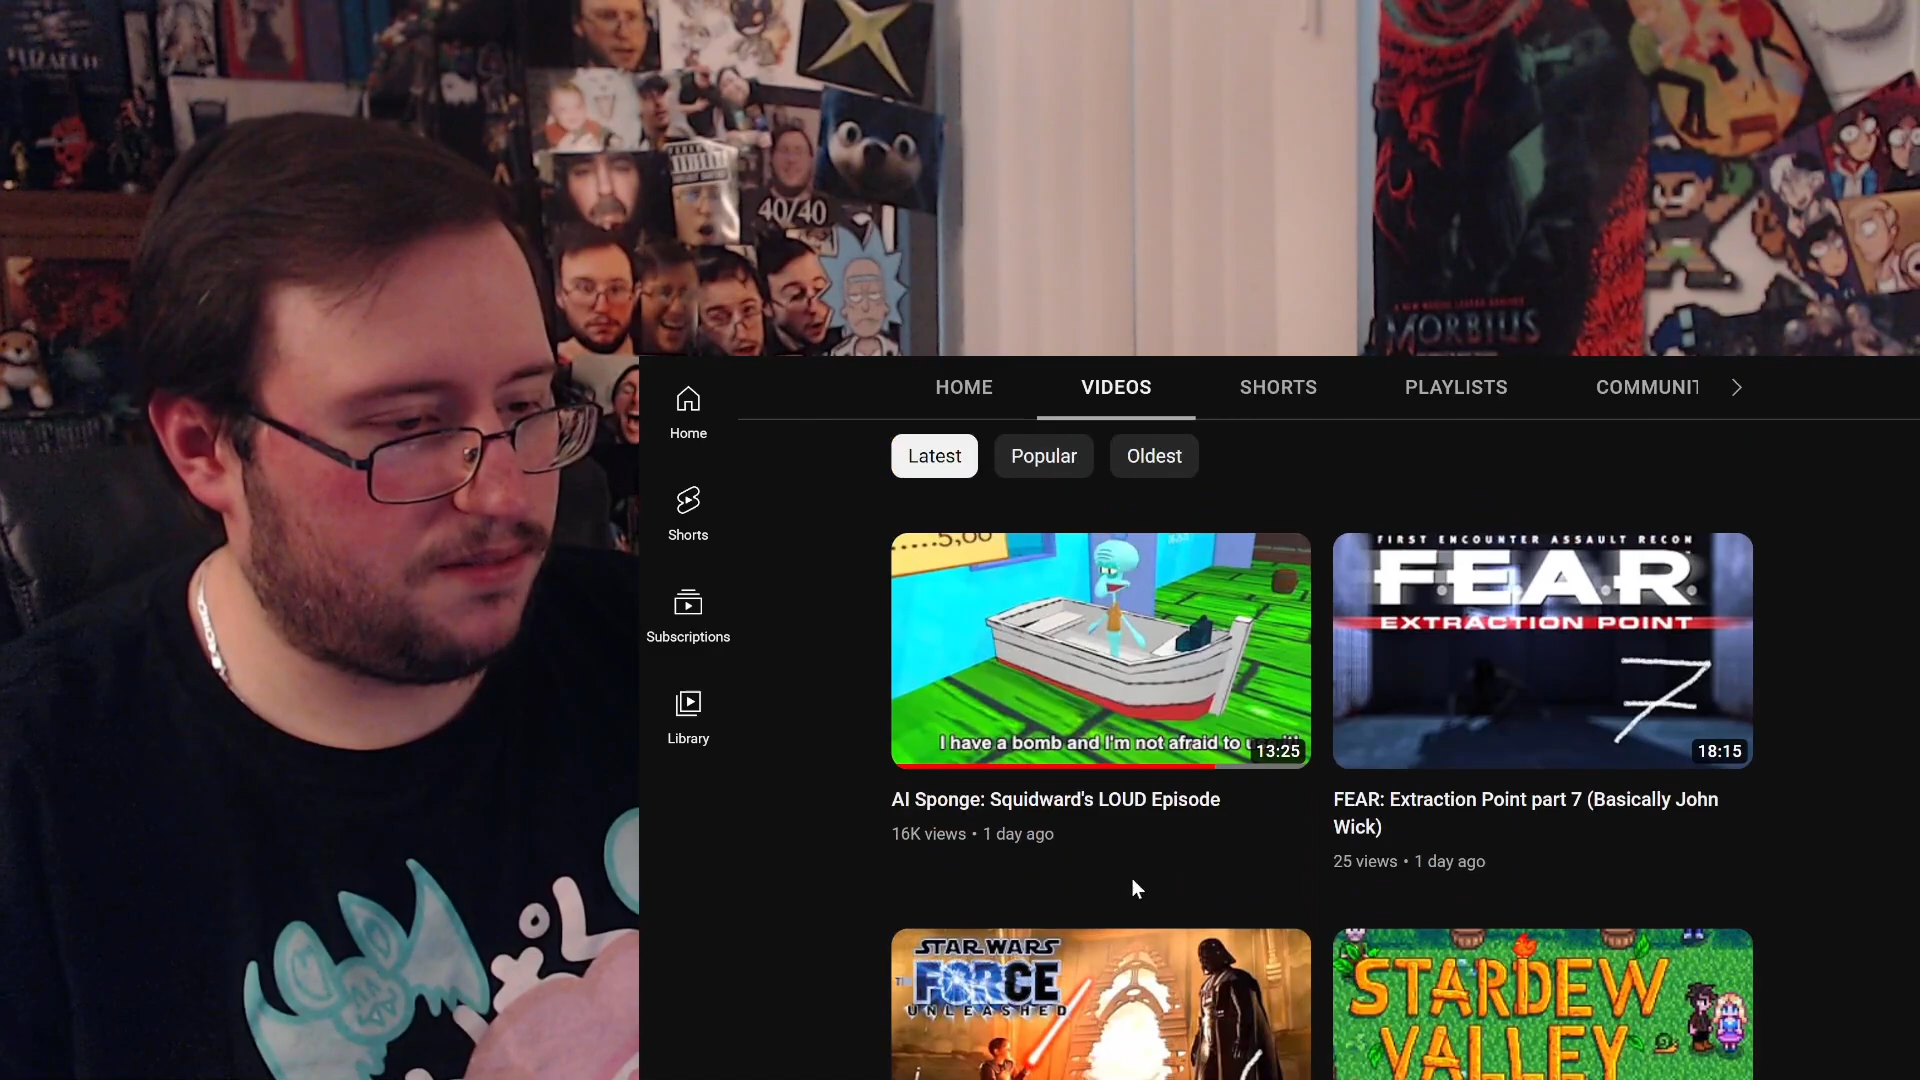 40/40
MORBIUS
HOME
VIDEOS
SHORTS
PLAYLISTS
COMMUNIT
Home
Shorts
Subscriptions
Library
Latest
Popular
Oldest
.....5,00
I have a bomb and I'm not afraid to
13:25
AI Sponge: Squidward's LOUD Episode
16K views • 1 day ago
FIRST ENCOUNTER ASSAULT RECON
F.E.A.R.
EXTRACTION POINT
7
18:15
FEAR: Extraction Point part 7 (Basically John
Wick)
25 views • 1 day ago
STAR WARS
THE FORCE
UNLEASHED
STARDEW
VALLEY